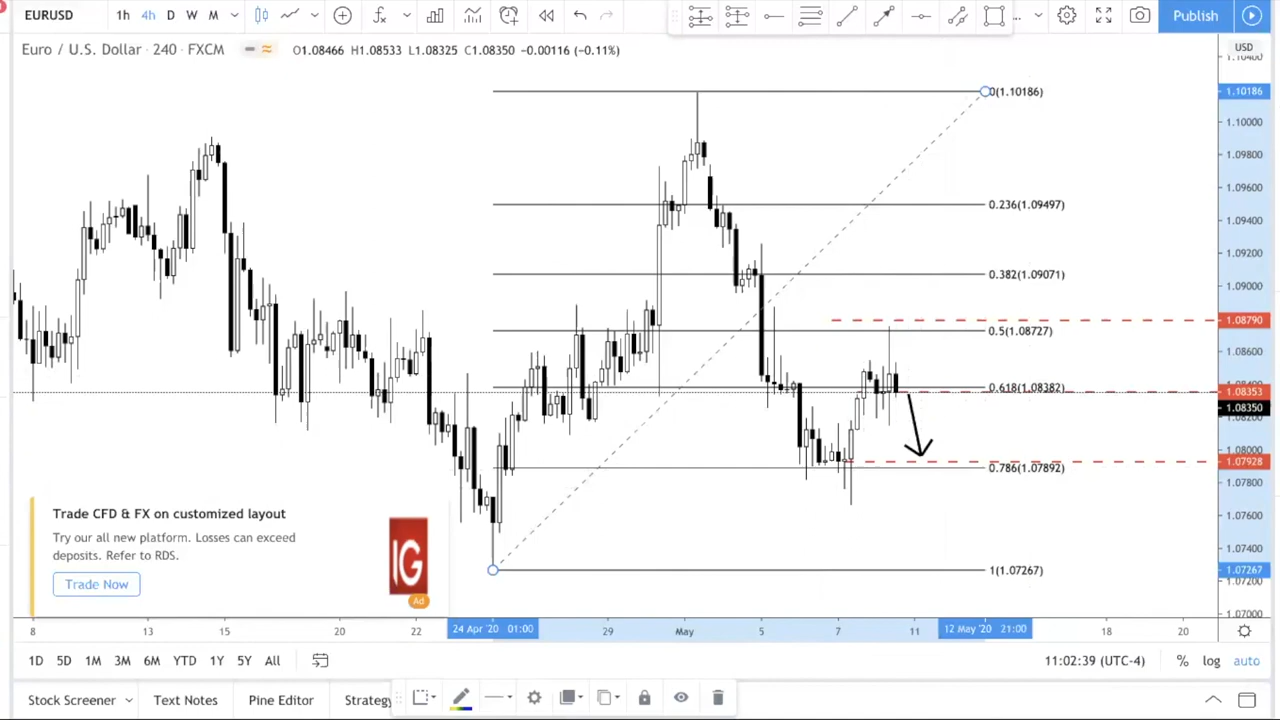 EURUSD 1h 4h D W M ... Publish
Euro / U.S. Dollar · 240 · FXCM O1.08466 H1.08533 L1.08325 C1.08350 −0.00116 (−0.11%)
USD
0(1.10186)
0.236(1.09497)
0.382(1.09071)
0.5(1.08727)
0.618(1.08382)
0.786(1.07892)
1(1.07267)
1.10186
1.10000
1.09800
1.09600
1.09400
1.09200
1.09000
1.08790
1.08600
1.08353
1.08350
1.08000
1.07928
1.07800
1.07600
1.07400
1.07267
1.07000
Trade CFD & FX on customized layout
Try our all new platform. Losses can exceed
deposits. Refer to RDS.
Trade Now
IG
Ad
8 13 15 20 22 24 Apr '20 01:00 29 May 5 7 11 12 May '20 21:00 18 20
1D 5D 1M 3M 6M YTD 1Y 5Y All 11:02:39 (UTC-4) % log auto
Stock Screener Text Notes Pine Editor Strategy